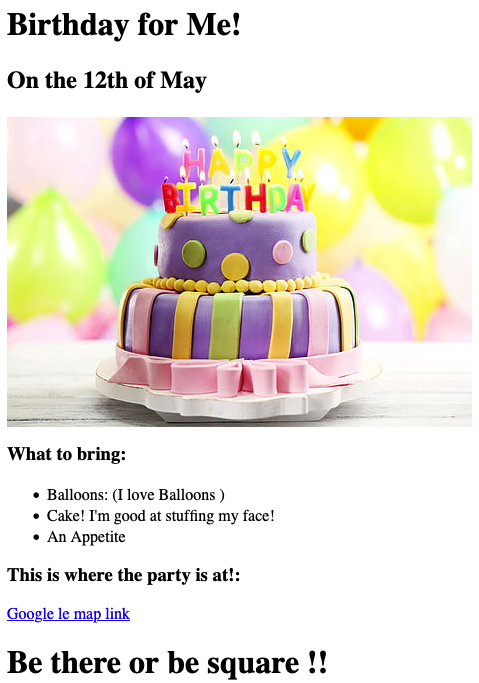 Birthday for Me!
On the 12th of May
HAPPY
BIRTHDAY
What to bring:
Balloons: (I love Balloons )
Cake! I'm good at stuffing my face!
An Appetite
This is where the party is at!:
Google le map link
Be there or be square !!